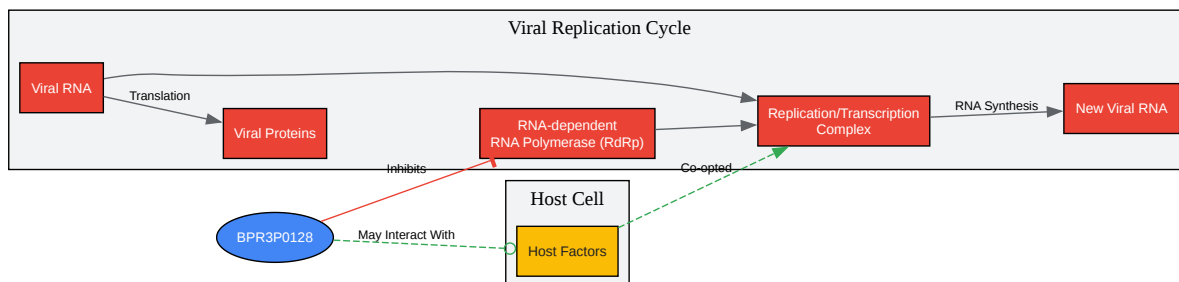 Viral Replication Cycle
Viral RNA
Translation
Viral Proteins
RNA-dependent
RNA Polymerase (RdRp)
Replication/Transcription
Complex
RNA Synthesis
New Viral RNA
Inhibits
Co-opted
Host Cell
BPR3P0128
May Interact With
Host Factors